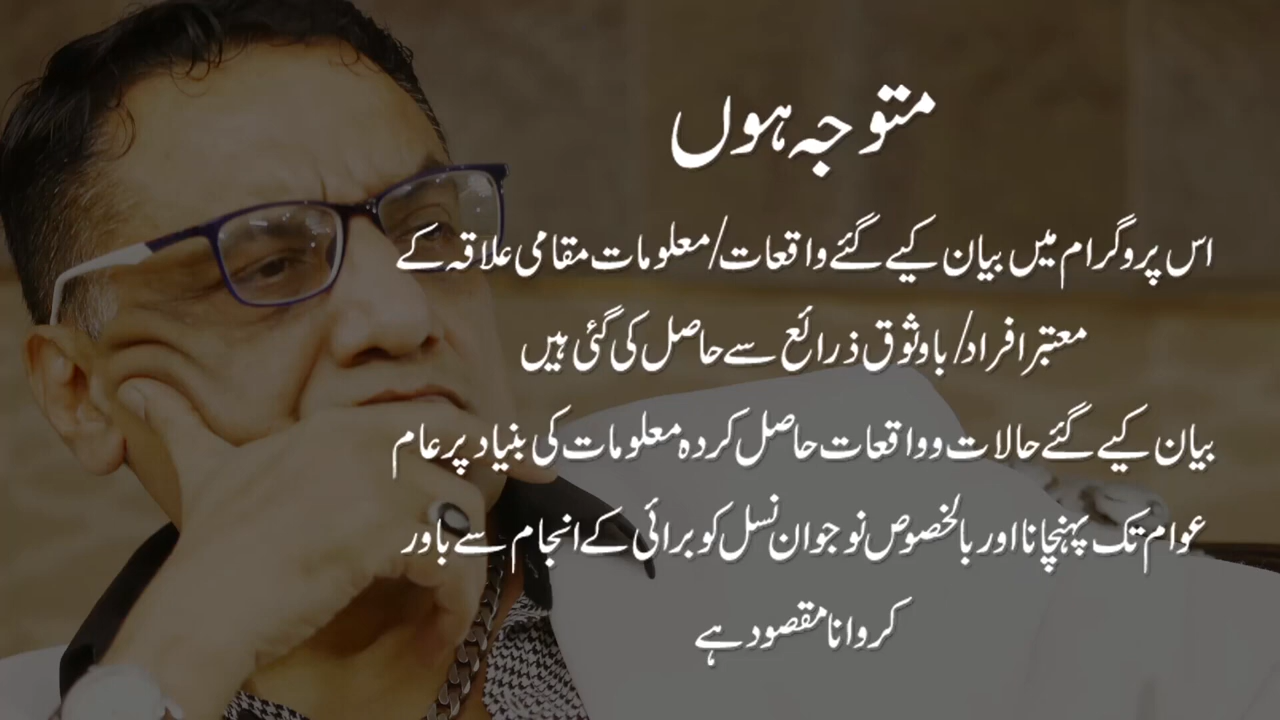 متوجہ ہوں
اس پروگرام میں بیان کیے گئے واقعات/معلومات مقامی علاقہ کے
معتبر افراد/باوثوق ذرائع سے حاصل کی گئی ہیں
بیان کیے گئے حالات و واقعات حاصل کردہ معلومات کی بنیاد پر عام
عوام تک پہنچانا اور بالخصوص نوجوان نسل کو برائی کے انجام سے باور
کروانا مقصود ہے